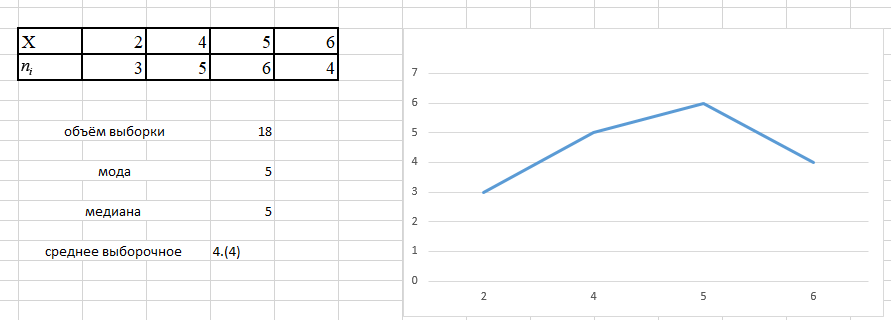 X 2 4 5 6
nᵢ 3 5 6 4
объём выборки 18
мода 5
медиана 5
среднее выборочное 4.(4)
7
6
5
4
3
2
1
0
2 4 5 6